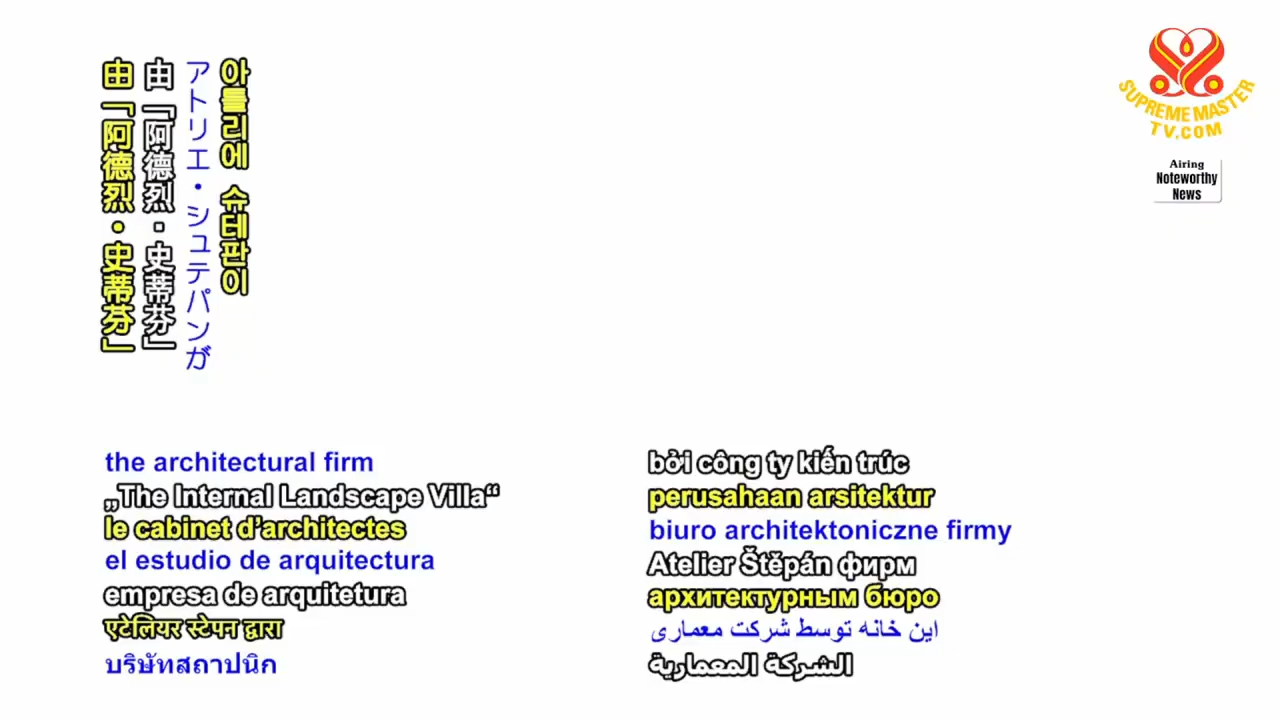 由「阿德烈·史蒂芬」
由「阿德烈·史蒂芬」
アトリエ・シュテパンが
아틀리에 슈테판이
SUPREME MASTER
TV.COM
Airing
Noteworthy
News
the architectural firm
„The Internal Landscape Villa“
le cabinet d’architectes
el estudio de arquitectura
empresa de arquitetura
एटेलियर स्टेपन द्वारा
บริษัทสถาปนิก
bởi công ty kiến trúc
perusahaan arsitektur
biuro architektoniczne firmy
Atelier Štĕpán фирм
архитектурным бюро
این خانه توسط شرکت معماری
الشركة المعمارية